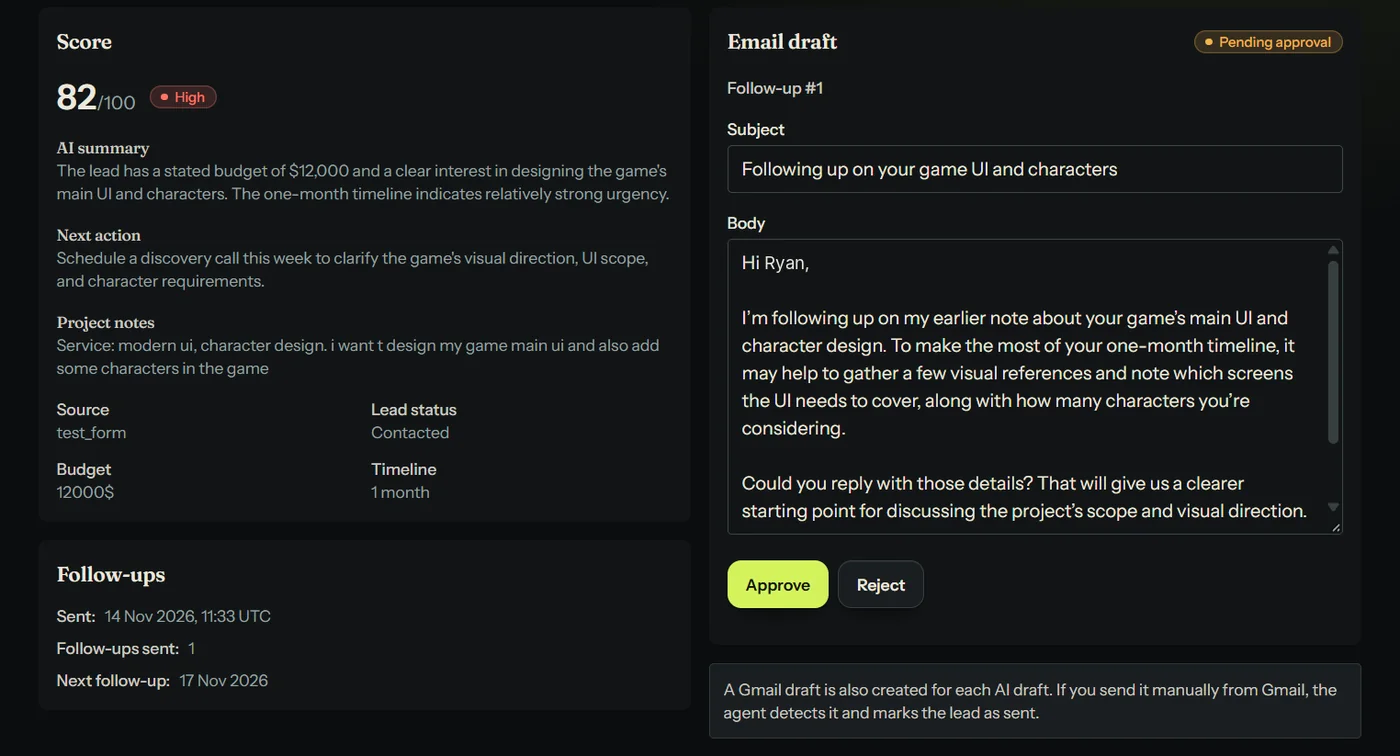 Score
82/100
High
AI summary
The lead has a stated budget of $12,000 and a clear interest in designing the game's
main UI and characters. The one-month timeline indicates relatively strong urgency.
Next action
Schedule a discovery call this week to clarify the game's visual direction, UI scope,
and character requirements.
Project notes
Service: modern ui, character design. i want t design my game main ui and also add
some characters in the game
Source
test_form
Lead status
Contacted
Budget
12000$
Timeline
1 month
Follow-ups
Sent: 14 Nov 2026, 11:33 UTC
Follow-ups sent: 1
Next follow-up: 17 Nov 2026
Email draft
Pending approval
Follow-up #1
Subject
Following up on your game UI and characters
Body
Hi Ryan,
I’m following up on my earlier note about your game’s main UI and
character design. To make the most of your one-month timeline, it
may help to gather a few visual references and note which screens
the UI needs to cover, along with how many characters you’re
considering.
Could you reply with those details? That will give us a clearer
starting point for discussing the project’s scope and visual direction.
Approve
Reject
A Gmail draft is also created for each AI draft. If you send it manually from Gmail, the
agent detects it and marks the lead as sent.